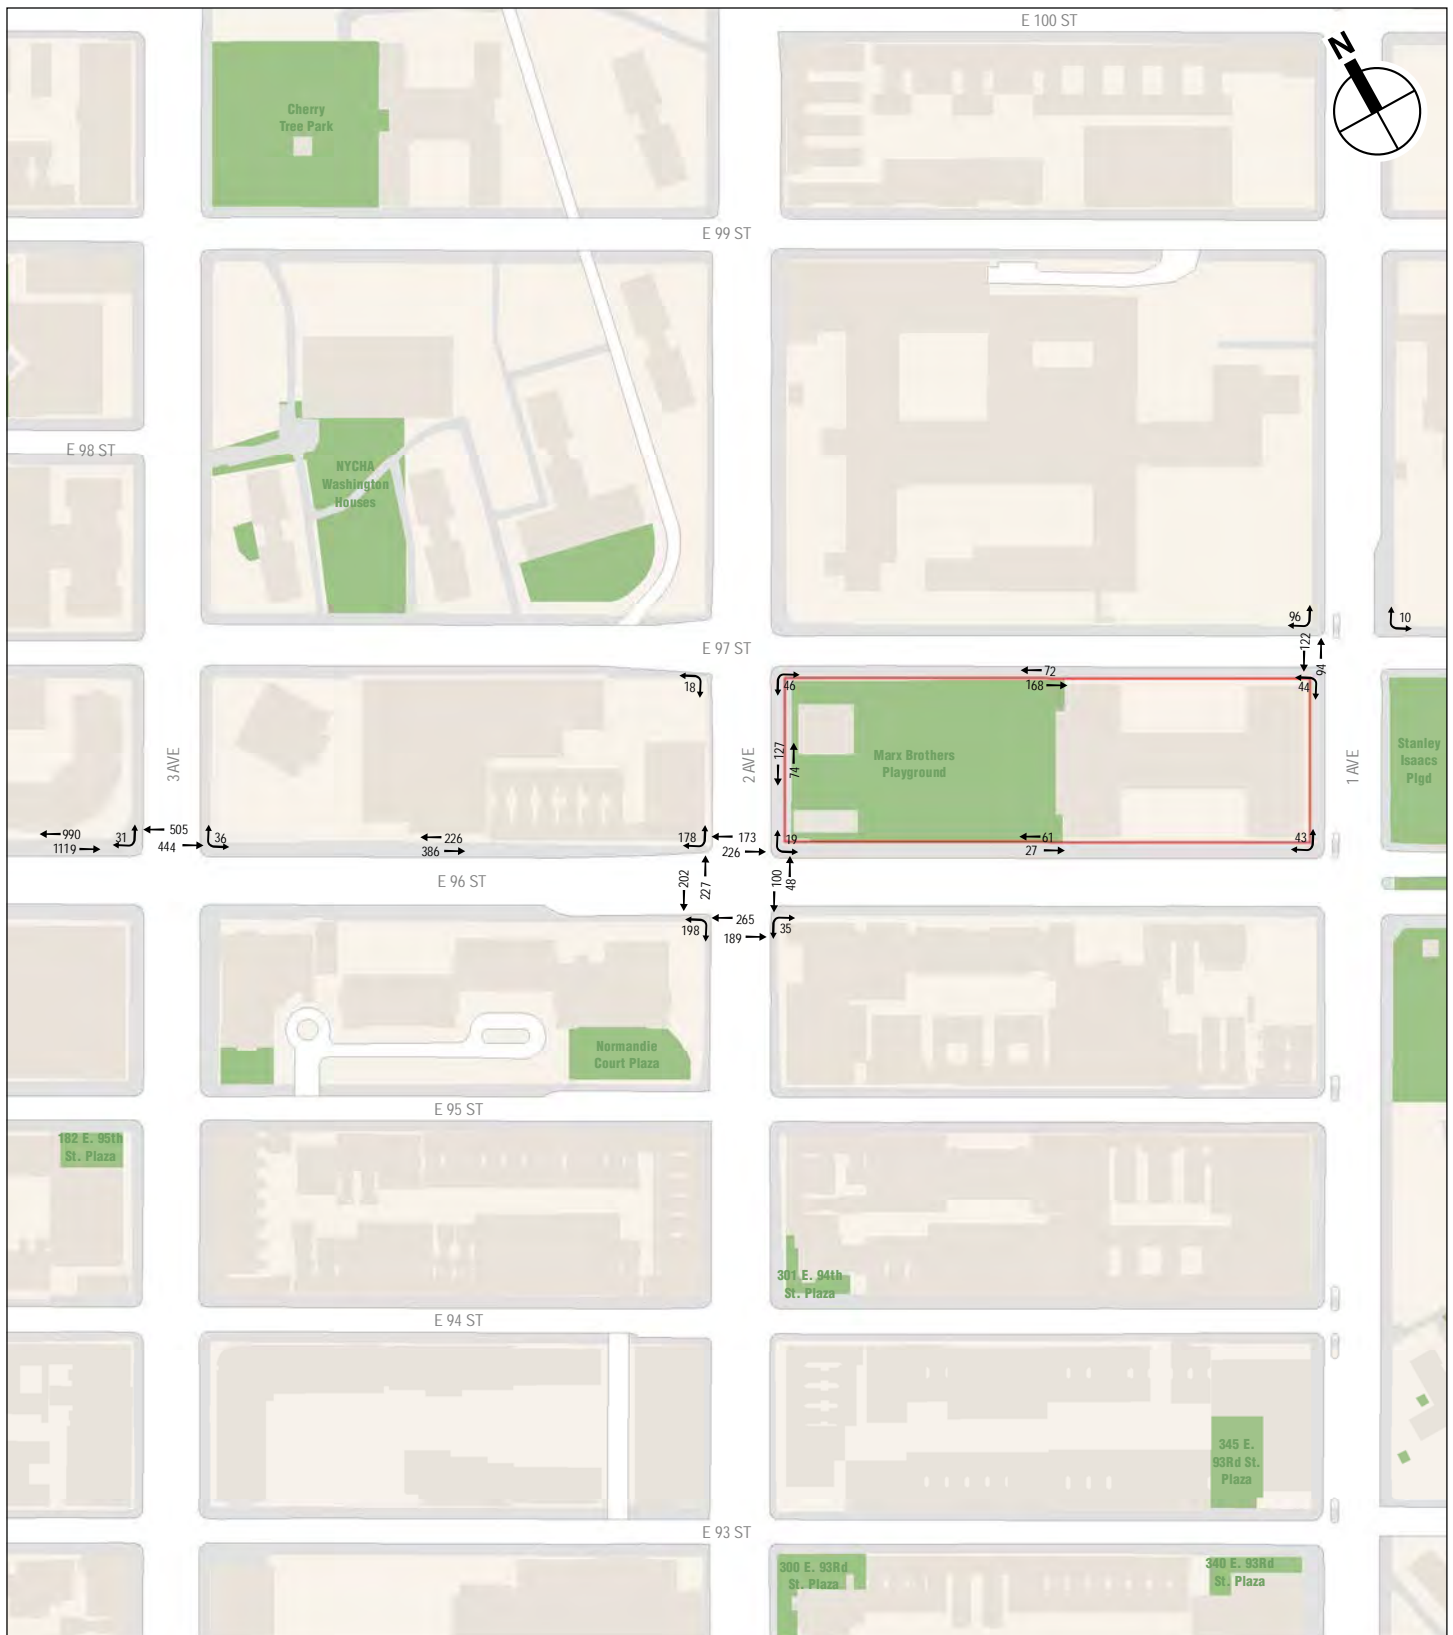 E 100 ST
N
Cherry
Tree Park
E 99 ST
E 98 ST
NYCHA
Washington
Houses
96
10
122
94
E 97 ST
18
46
72
168
44
3 AVE
2 AVE
127
74
Marx Brothers
Playground
1 AVE
Stanley
Isaacs
Plgd
990
1119
31
505
444
36
226
386
178
173
226
19
61
27
43
E 96 ST
202
227
100
48
198
265
189
35
Normandie
Court Plaza
E 95 ST
182 E. 95th
St. Plaza
301 E. 94th
St. Plaza
E 94 ST
345 E.
93Rd St.
Plaza
E 93 ST
300 E. 93Rd
St. Plaza
340 E. 93Rd
St. Plaza